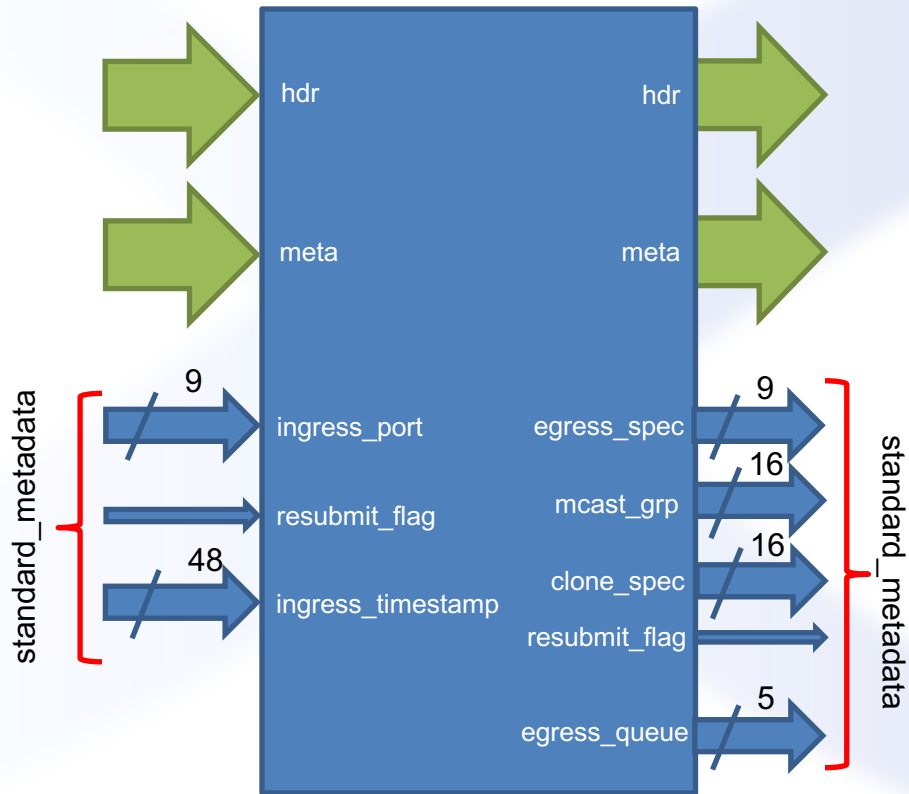 hdr
hdr
meta
meta
standard_metadata
9
ingress_port
resubmit_flag
48
ingress_timestamp
9
egress_spec
16
mcast_grp
16
clone_spec
resubmit_flag
5
egress_queue
standard_metadata